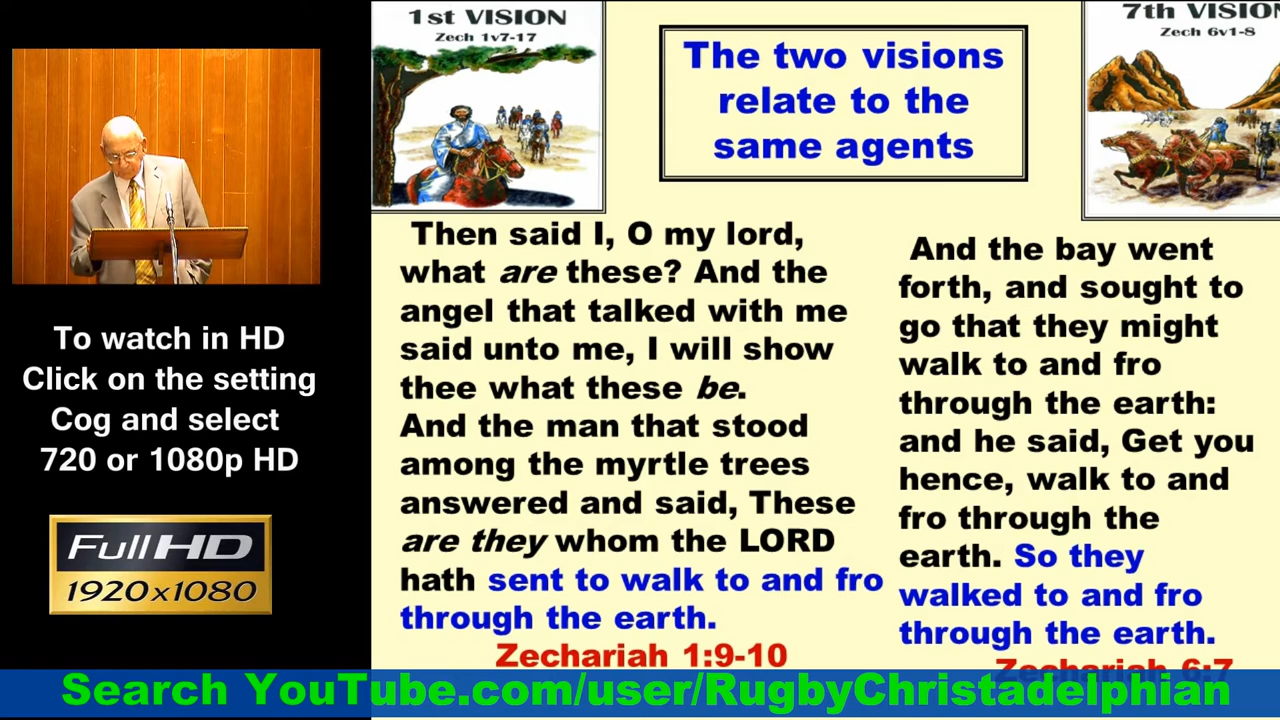 1st VISION
Zech 1v7-17
The two visions
relate to the
same agents
7th VISION
Zech 6v1-8
Then said I, O my lord,
what are these? And the
angel that talked with me
said unto me, I will show
thee what these be.
And the man that stood
among the myrtle trees
answered and said, These
are they whom the LORD
hath sent to walk to and fro
through the earth.
Zechariah 1:9-10
And the bay went
forth, and sought to
go that they might
walk to and fro
through the earth:
and he said, Get you
hence, walk to and
fro through the
earth. So they
walked to and fro
through the earth.
Zechariah 6:7
To watch in HD
Click on the setting
Cog and select
720 or 1080p HD
Full HD
1920x1080
Search YouTube.com/user/RugbyChristadelphian